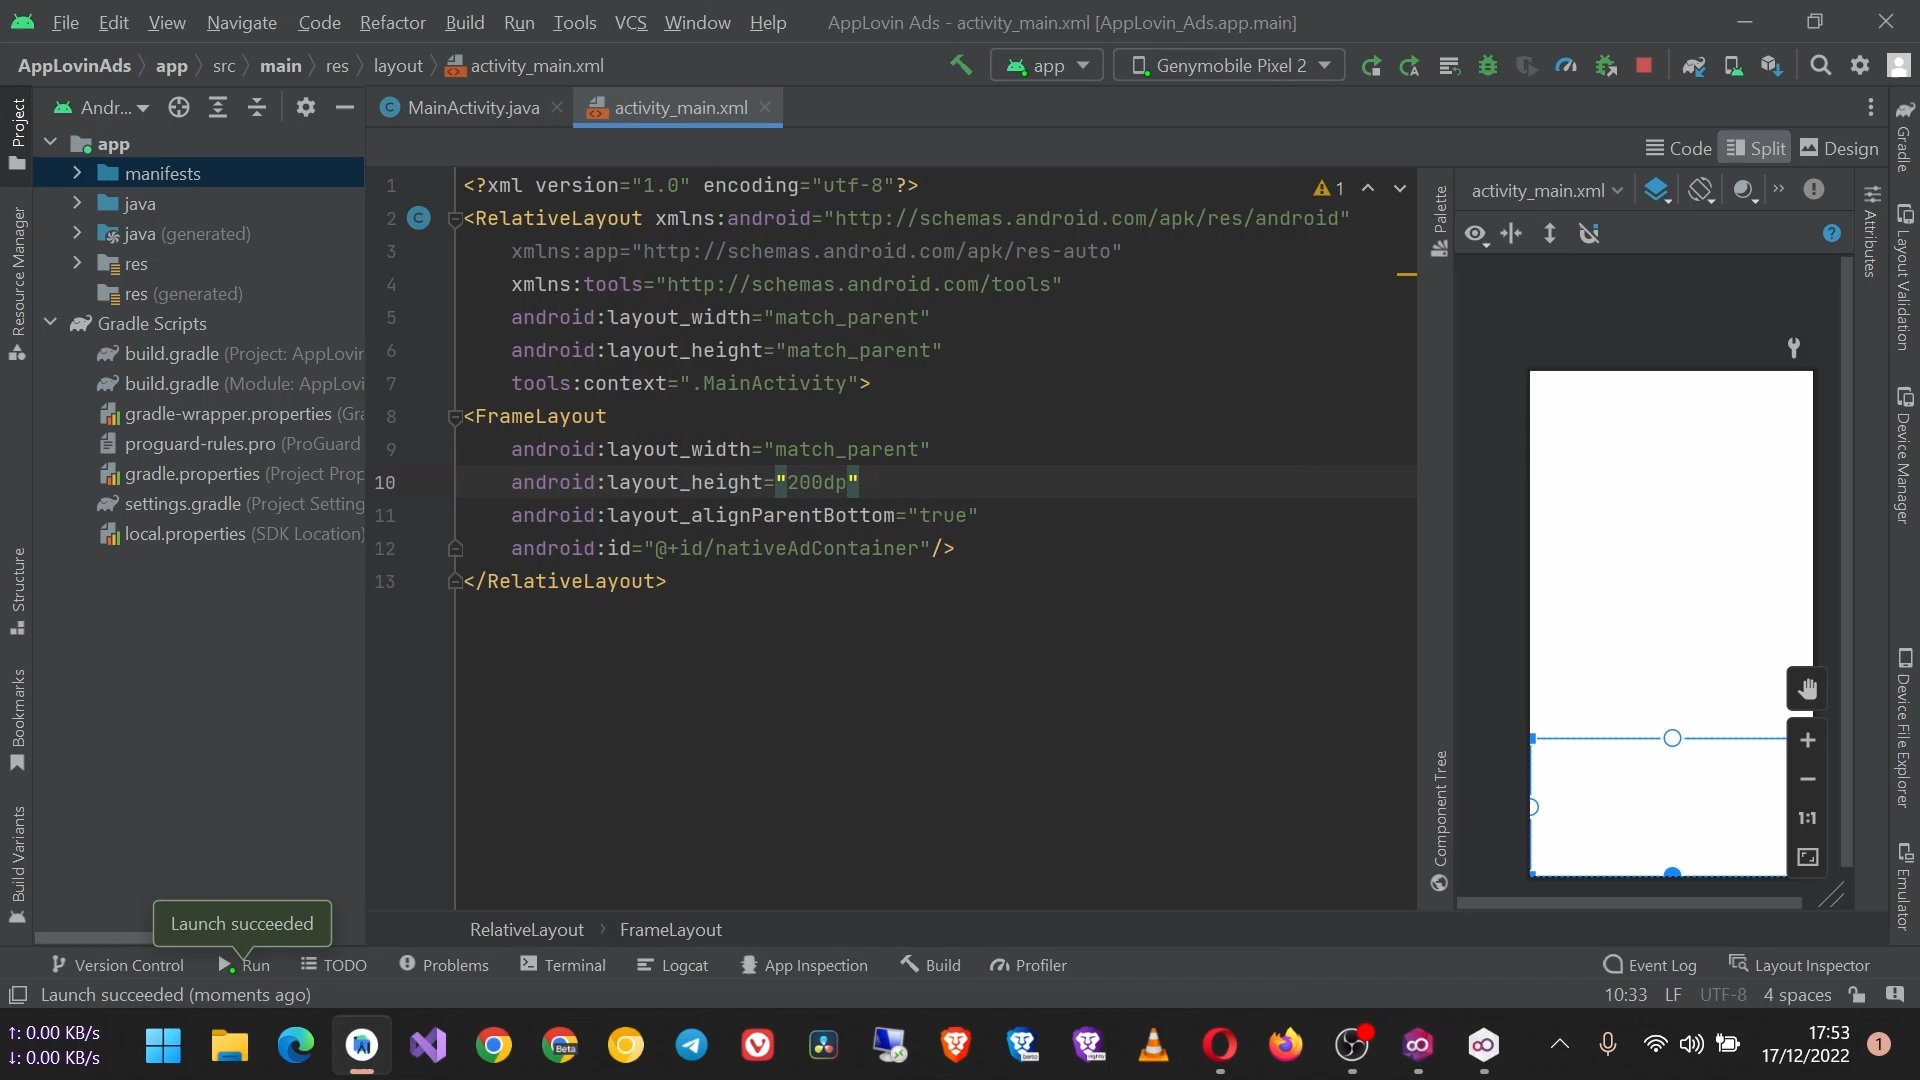 File Edit View Navigate Code Refactor Build Run Tools VCS Window Help AppLovin Ads - activity_main.xml [AppLovin_Ads.app.main]
AppLovinAds app src main res layout activity_main.xml app Genymobile Pixel 2
Andr... MainActivity.java activity_main.xml
Code Split Design
Project
Resource Manager
Structure
Bookmarks
Build Variants
app
manifests
java
java (generated)
res
res (generated)
Gradle Scripts
build.gradle (Project: AppLovin
build.gradle (Module: AppLovi
gradle-wrapper.properties (Gra
proguard-rules.pro (ProGuard
gradle.properties (Project Prop
settings.gradle (Project Setting
local.properties (SDK Location)
1 <?xml version="1.0" encoding="utf-8"?>
2 <RelativeLayout xmlns:android="http://schemas.android.com/apk/res/android"
3 xmlns:app="http://schemas.android.com/apk/res-auto"
4 xmlns:tools="http://schemas.android.com/tools"
5 android:layout_width="match_parent"
6 android:layout_height="match_parent"
7 tools:context=".MainActivity">
8 <FrameLayout
9 android:layout_width="match_parent"
10 android:layout_height="200dp"
11 android:layout_alignParentBottom="true"
12 android:id="@+id/nativeAdContainer"/>
13 </RelativeLayout>
1
Palette
Component Tree
activity_main.xml
1:1
Attributes
Gradle
Layout Validation
Device Manager
Device File Explorer
Emulator
Launch succeeded
RelativeLayout FrameLayout
Version Control Run TODO Problems Terminal Logcat App Inspection Build Profiler Event Log Layout Inspector
Launch succeeded (moments ago) 10:33 LF UTF-8 4 spaces
↑: 0.00 KB/s
↓: 0.00 KB/s
Beta
beta
nightly
17:53
17/12/2022
1